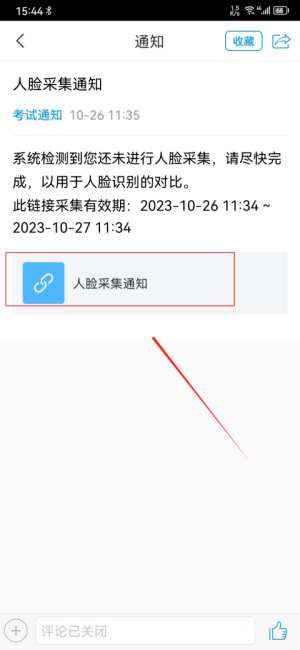 15:44
1.5
K/s
4G
68
通知
收藏
人脸采集通知
考试通知 10-26 11:35
系统检测到您还未进行人脸采集，请尽快完
成，以用于人脸识别的对比。
此链接采集有效期：2023-10-26 11:34 ~
2023-10-27 11:34
人脸采集通知
评论已关闭